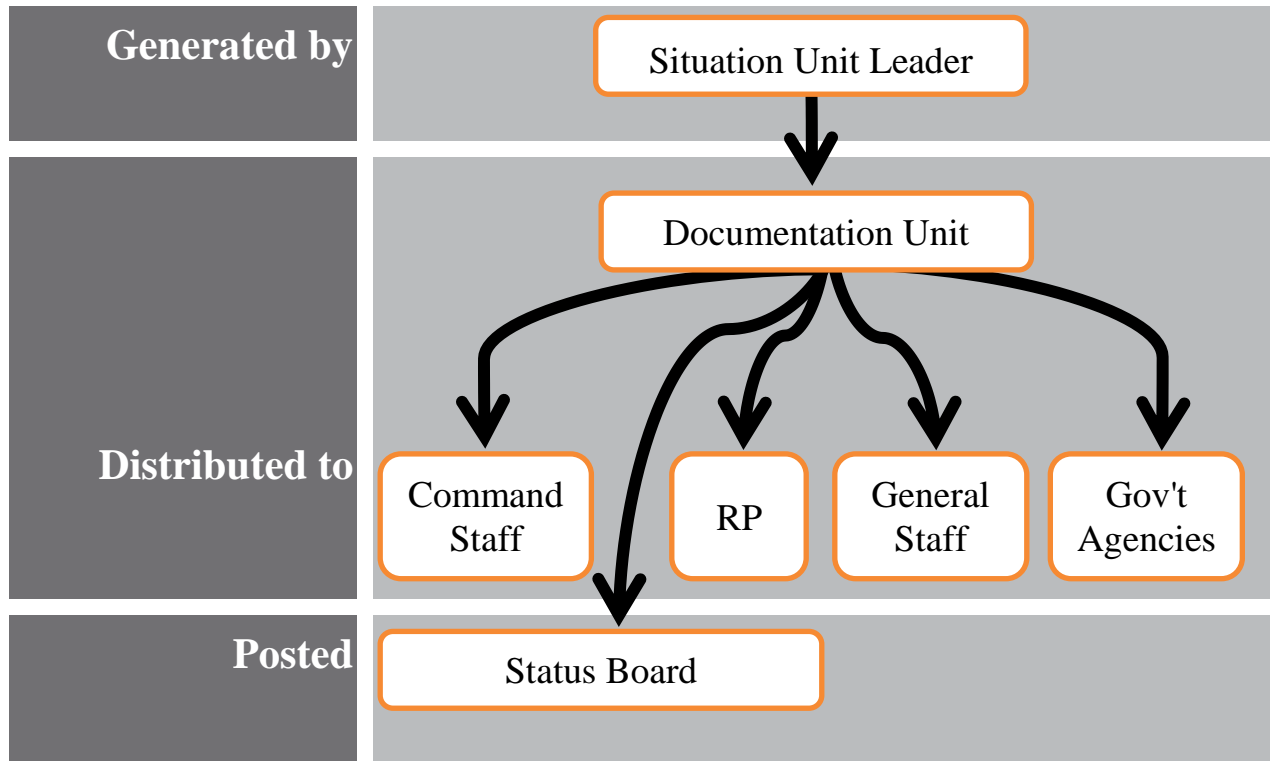 Generated by
Situation Unit Leader
Documentation Unit
Distributed to
Command
Staff
RP
General
Staff
Gov't
Agencies
Posted
Status Board